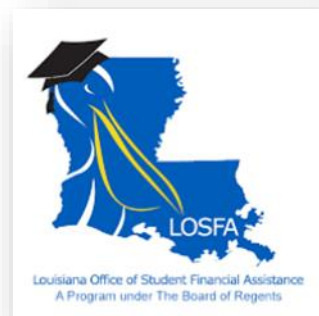 LOSFA
Louisiana Office of Student Financial Assistance
A Program under The Board of Regents